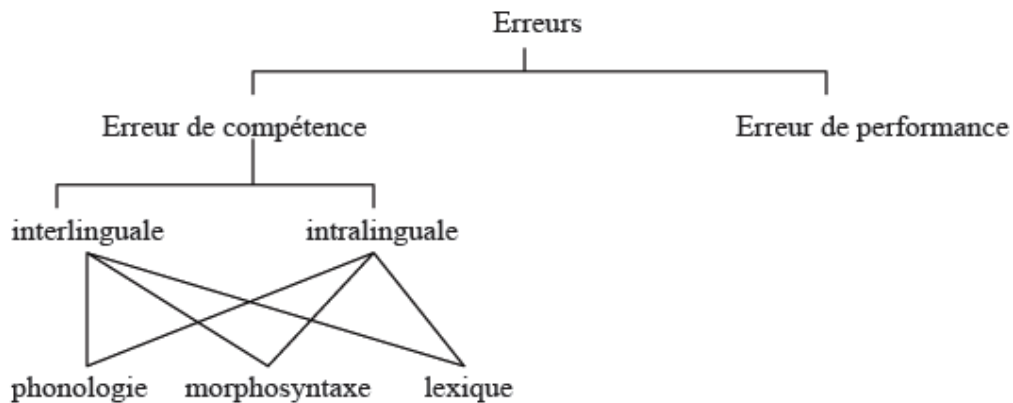 Erreurs
Erreur de compétence Erreur de performance
interlinguale intralinguale
phonologie morphosyntaxe lexique